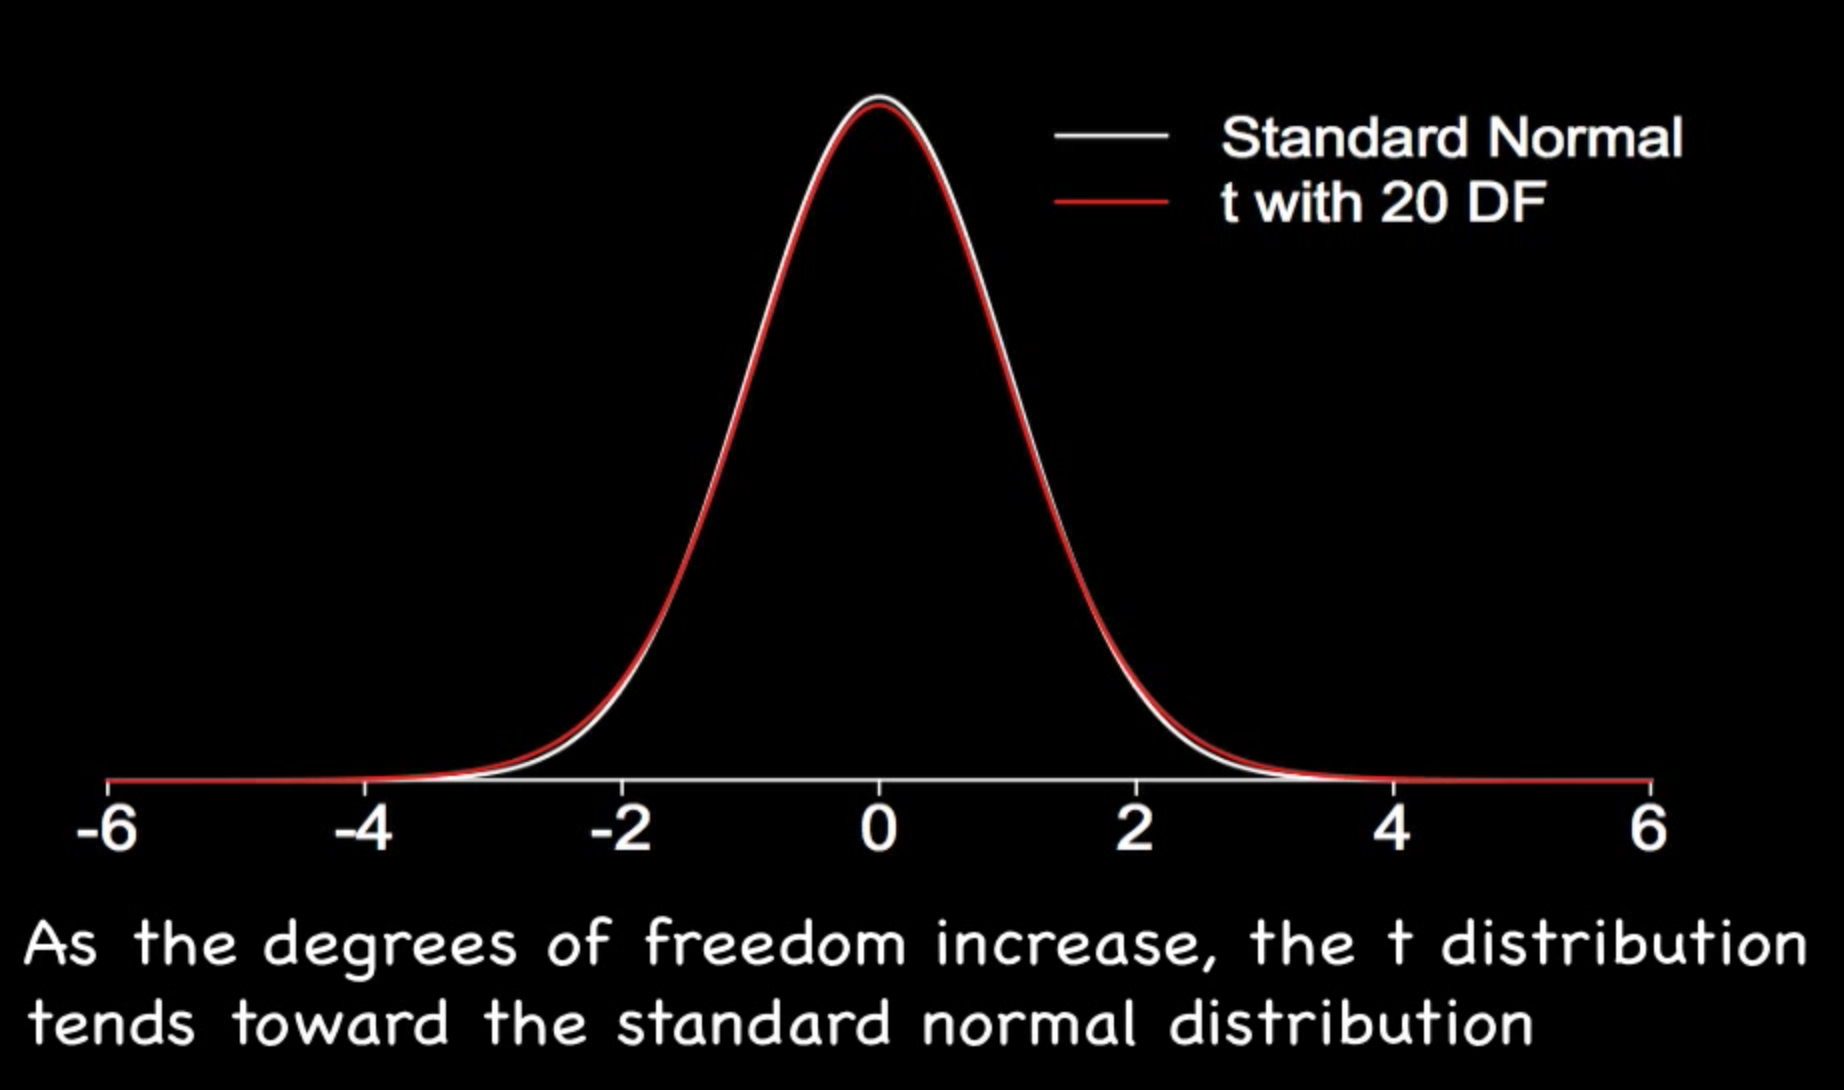 Standard Normal
t with 20 DF
-6 -4 -2 0 2 4 6
As the degrees of freedom increase, the t distribution
tends toward the standard normal distribution